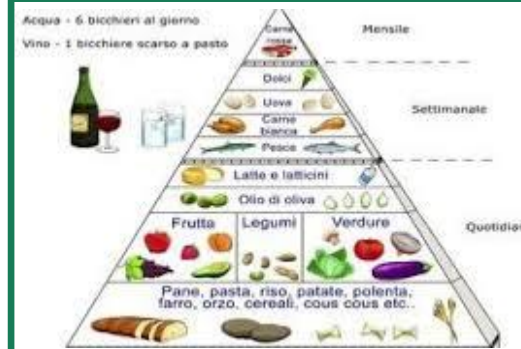 Acqua - 6 bicchieri al giorno
Vino - 1 bicchiere scarso a pasto
Carne
rossa
Mensile
Dolci
Uova
Carne
bianca
Pesce
Settimanale
Latte e latticini
Olio di oliva
Frutta
Legumi
Verdure
Quotidian
Pane, pasta, riso, patate, polenta,
farro, orzo, cereali, cous cous etc..